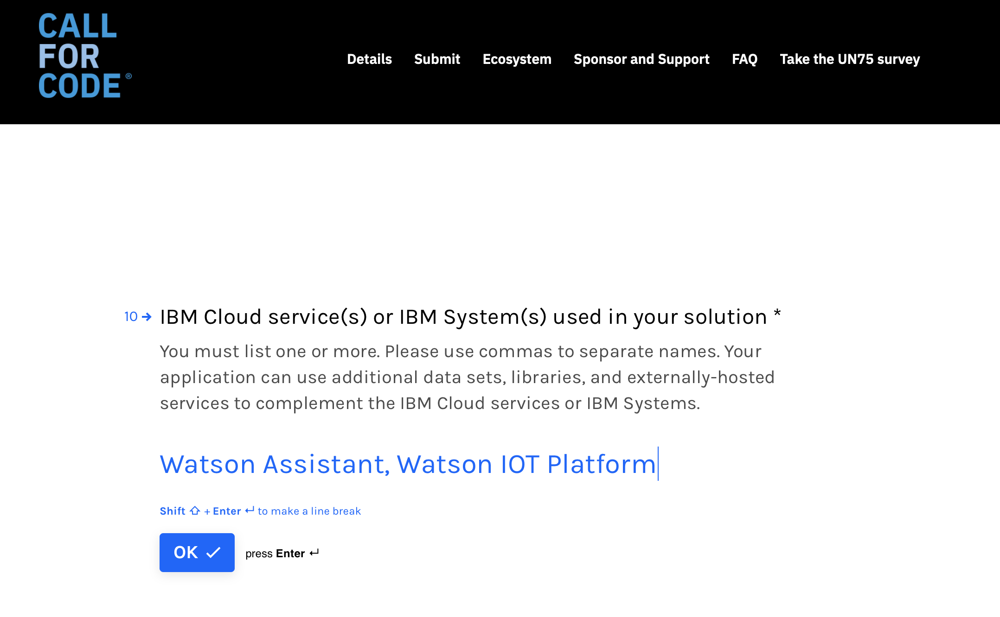 CALL
FOR
CODE®
Details Submit Ecosystem Sponsor and Support FAQ Take the UN75 survey
10 → IBM Cloud service(s) or IBM System(s) used in your solution *
You must list one or more. Please use commas to separate names. Your
application can use additional data sets, libraries, and externally-hosted
services to complement the IBM Cloud services or IBM Systems.
Watson Assistant, Watson IOT Platform
Shift ⇧ + Enter ↵ to make a line break
OK ✓ press Enter ↵